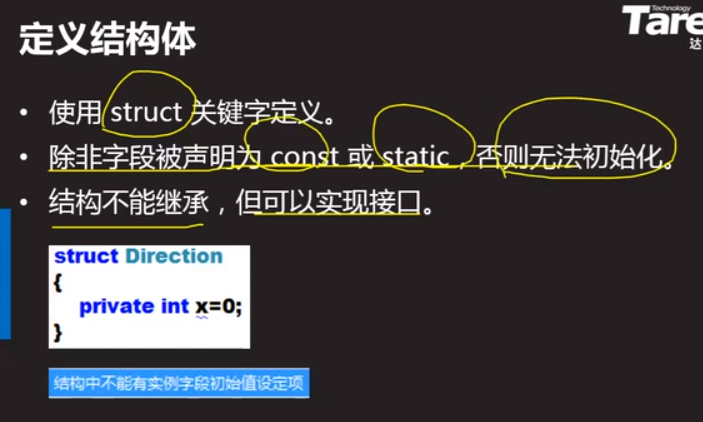 Technology
Tare
达
定义结构体
• 使用 struct 关键字定义。
• 除非字段被声明为 const 或 static，否则无法初始化。
• 结构不能继承，但可以实现接口。
struct Direction
{
private int x=0;
}
结构中不能有实例字段初始值设定项